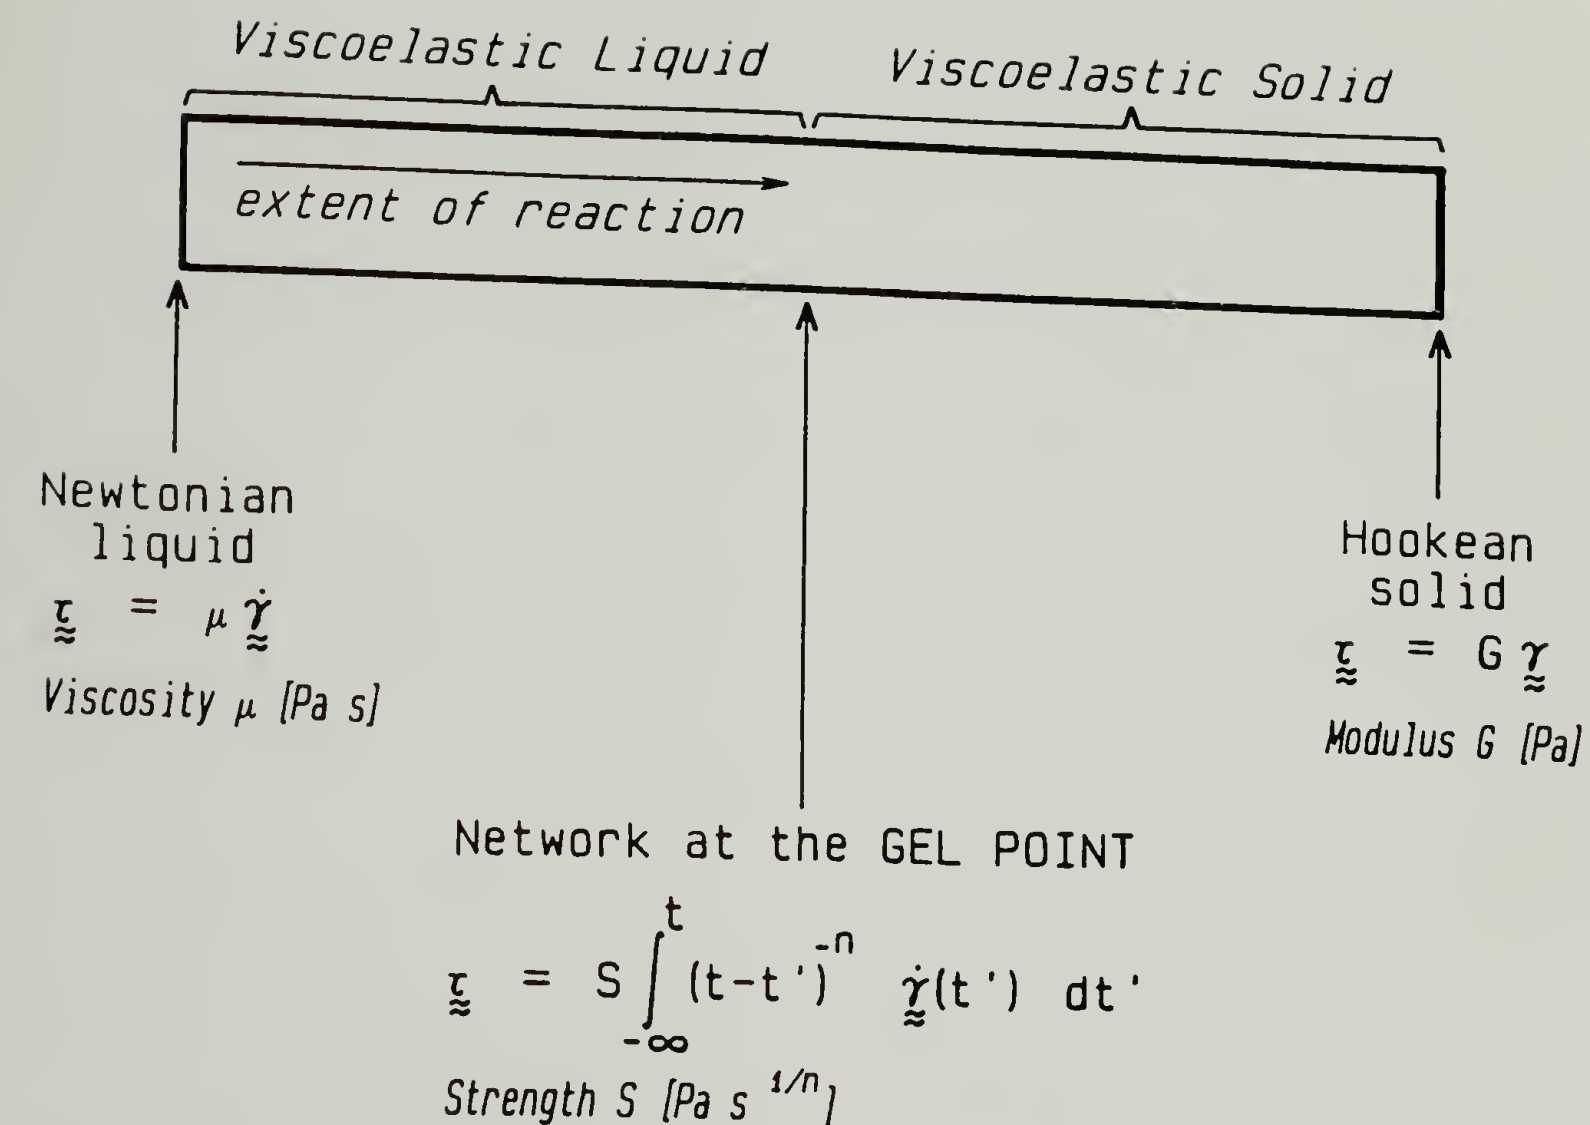 Viscoelastic Liquid
Viscoelastic Solid
extent of reaction
Newtonian
liquid
τ = μ γ̇
Viscosity μ [Pa s]
Hookean
solid
τ = G γ
Modulus G [Pa]
Network at the GEL POINT
τ = S ∫_{-∞}^{t} (t-t')^{-n} γ̇(t') dt'
Strength S [Pa s^{1/n}]